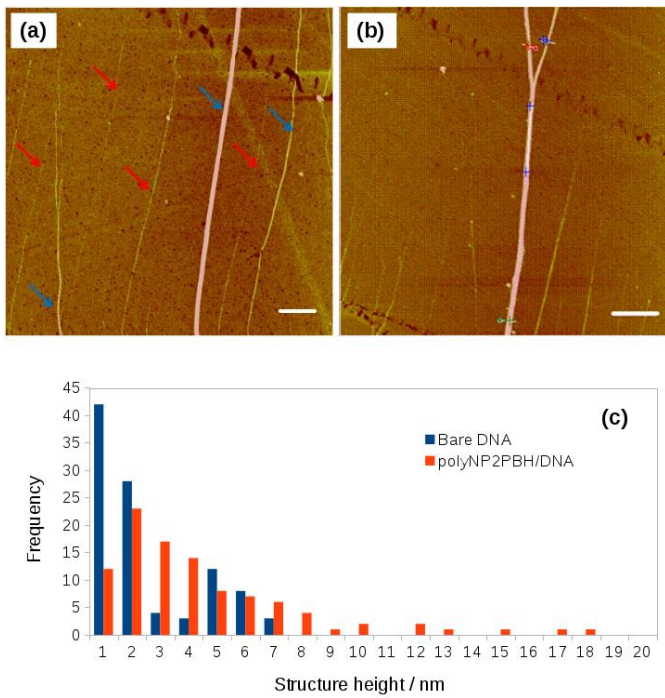 (a)
(b)
(c)
45
40
35
30
25
20
15
10
5
0
Frequency
Bare DNA
polyNP2PBH/DNA
1 2 3 4 5 6 7 8 9 10 11 12 13 14 15 16 17 18 19 20
Structure height / nm